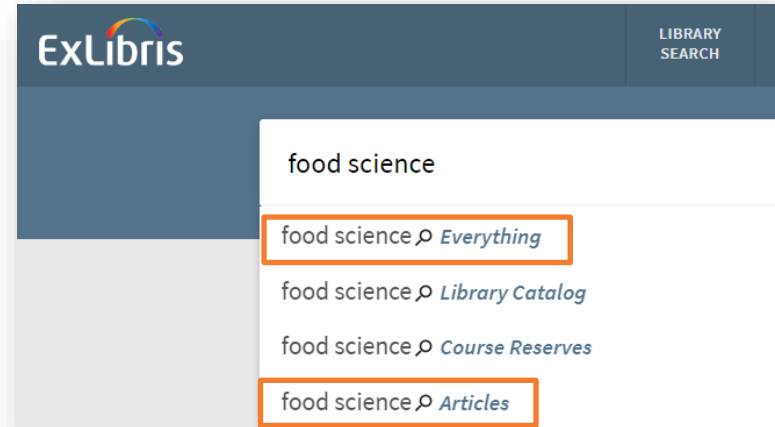 ExLibris
LIBRARY
SEARCH
food science
food science Everything
food science Library Catalog
food science Course Reserves
food science Articles